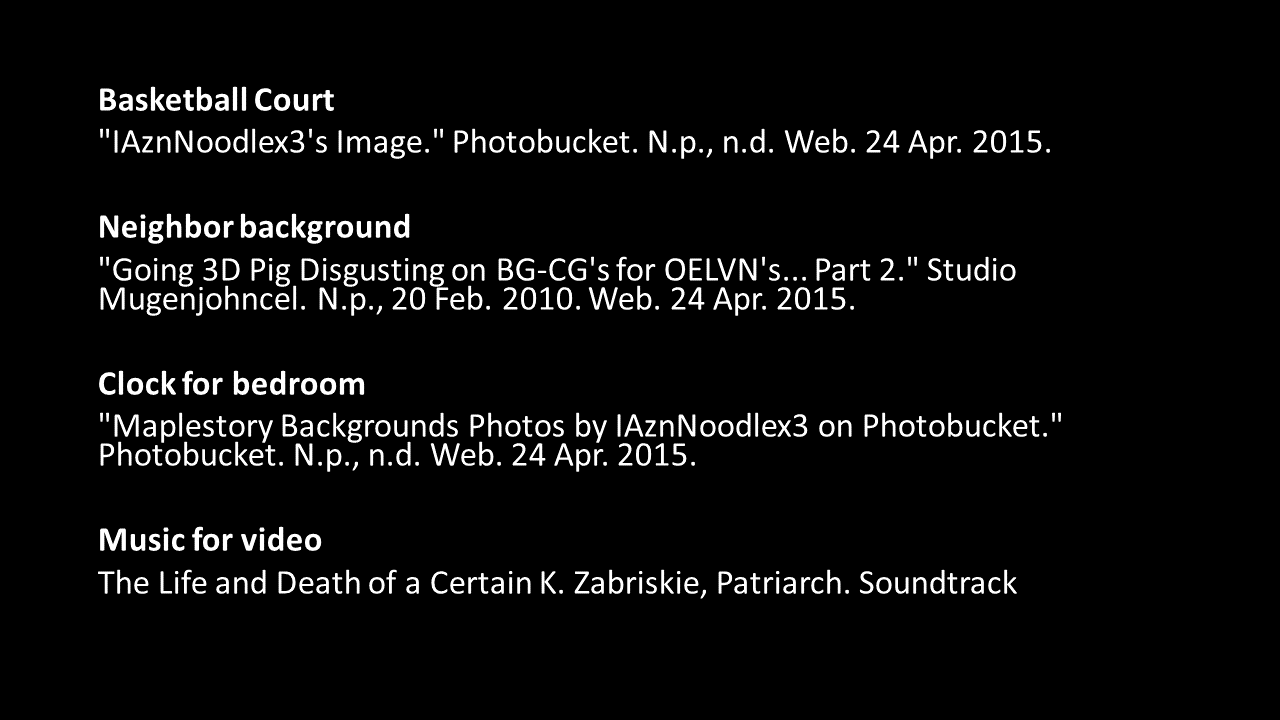 Basketball Court
"IAznNoodlex3's Image." Photobucket. N.p., n.d. Web. 24 Apr. 2015.
Neighbor background
"Going 3D Pig Disgusting on BG-CG's for OELVN's... Part 2." Studio
Mugenjohncel. N.p., 20 Feb. 2010. Web. 24 Apr. 2015.
Clock for bedroom
"Maplestory Backgrounds Photos by IAznNoodlex3 on Photobucket."
Photobucket. N.p., n.d. Web. 24 Apr. 2015.
Music for video
The Life and Death of a Certain K. Zabriskie, Patriarch. Soundtrack